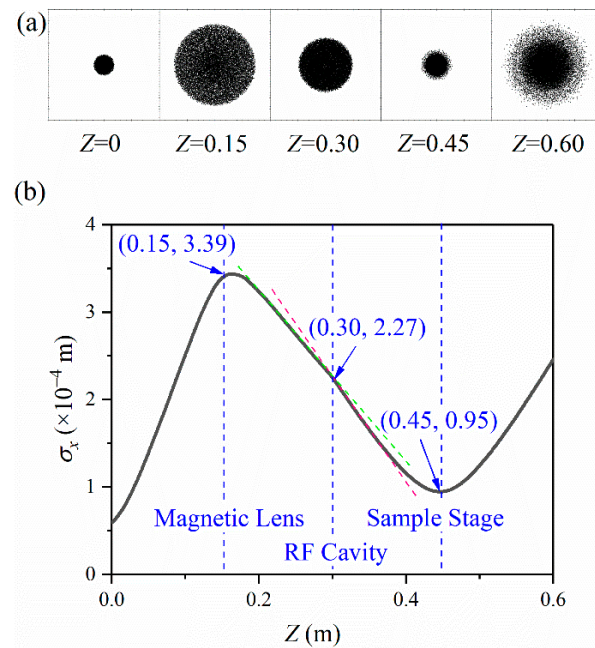 (a)
Z=0 Z=0.15 Z=0.30 Z=0.45 Z=0.60
(b)
4
3
2
1
0
σx (×10⁻⁴ m)
(0.15, 3.39)
(0.30, 2.27)
(0.45, 0.95)
Magnetic Lens
Sample Stage
RF Cavity
0.0 0.2 0.4 0.6
Z (m)